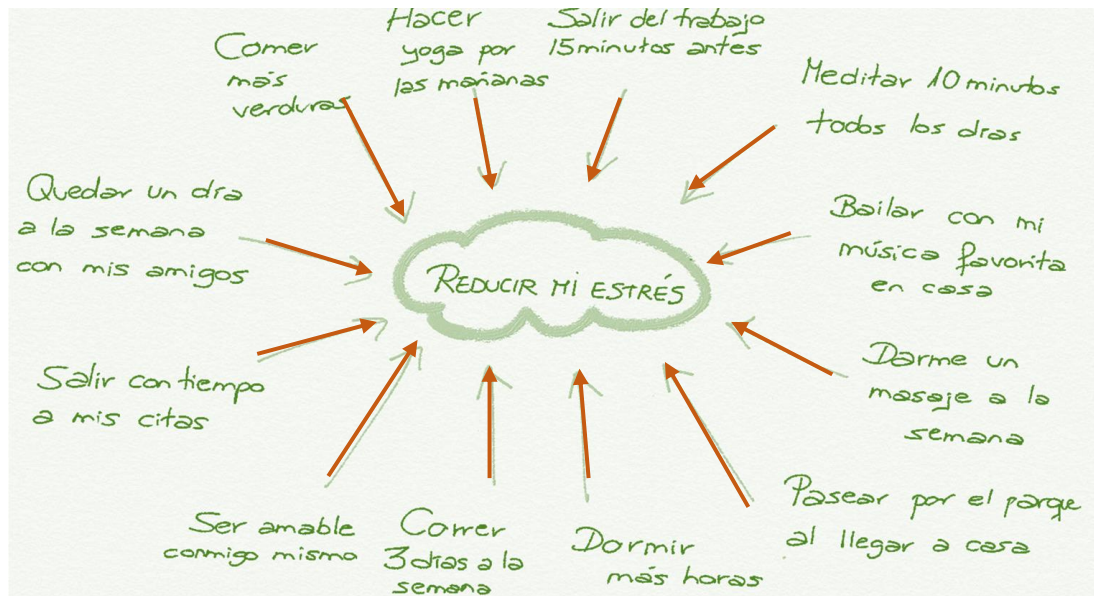 Comer
más
verduras
Hacer
yoga por
las mañanas
Salir del trabajo
15 minutos antes
Meditar 10 minutos
todos los días
Quedar un día
a la semana
con mis amigos
Bailar con mi
música favorita
en casa
REDUCIR MI ESTRÉS
Salir con tiempo
a mis citas
Darme un
masaje a la
semana
Ser amable
conmigo mismo
Correr
3 días a la
semana
Dormir
más horas
Pasear por el parque
al llegar a casa